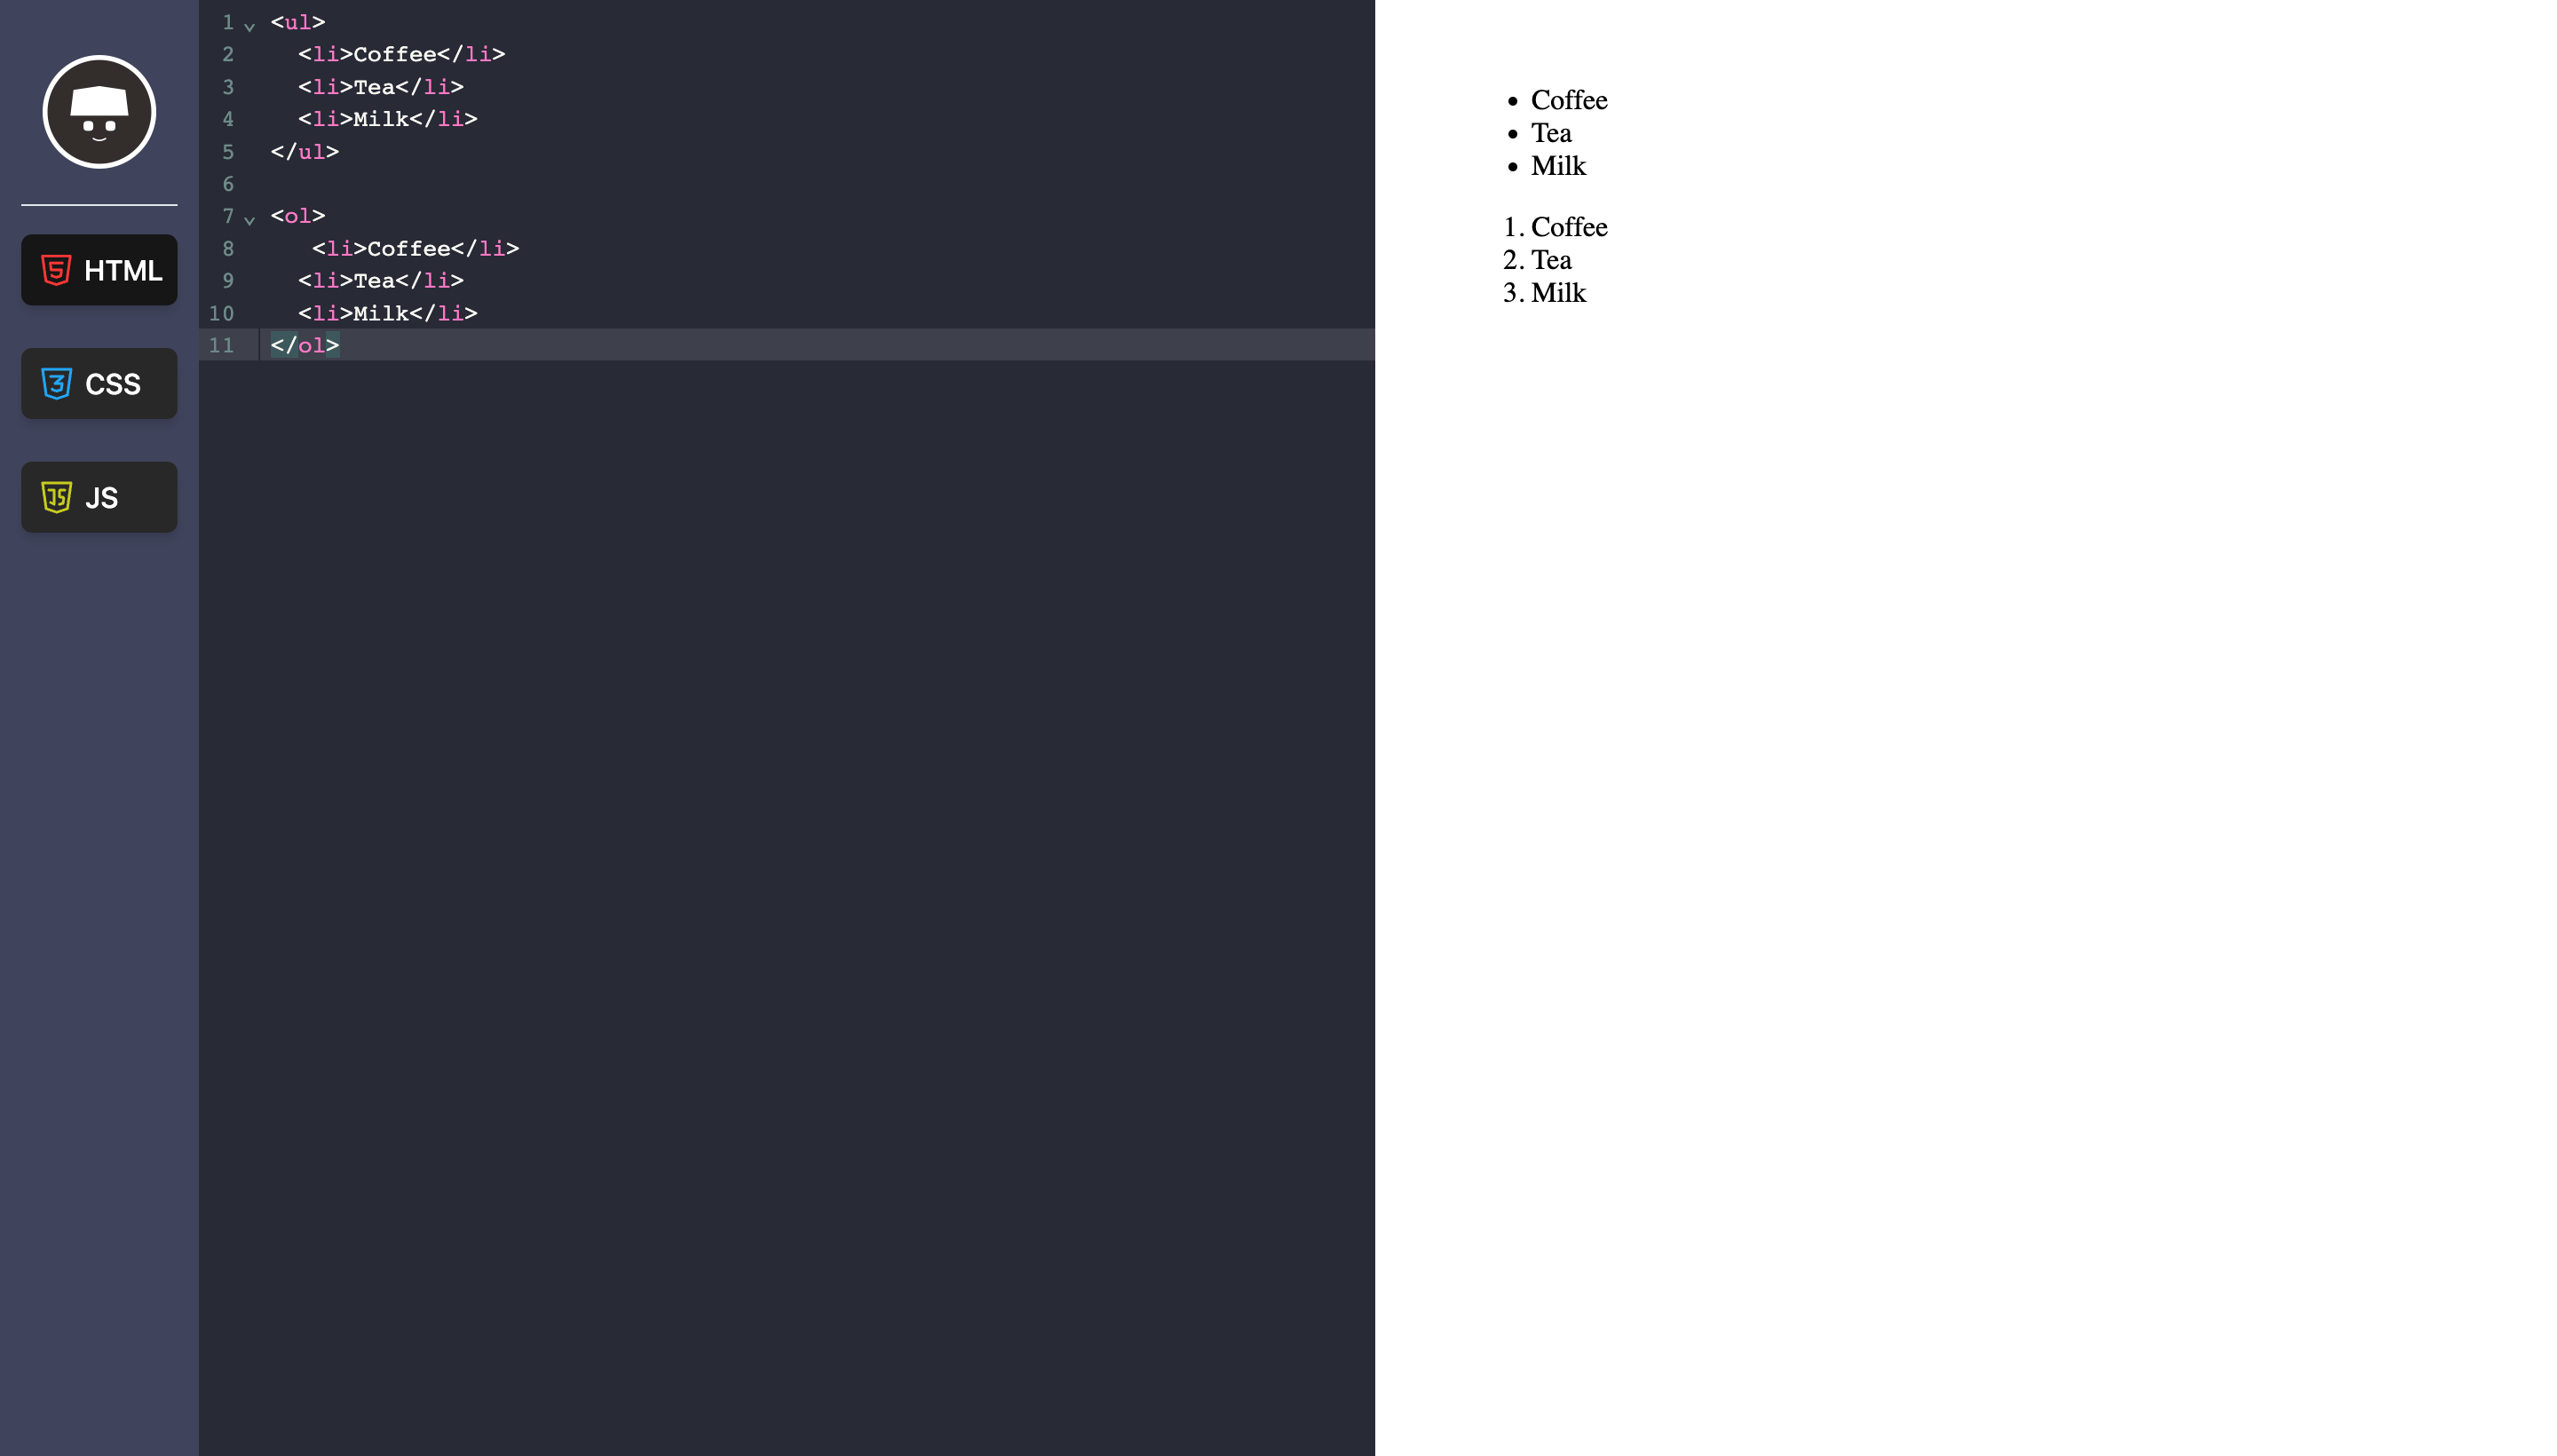 HTML
CSS
JS
1 <ul>
2 <li>Coffee</li>
3 <li>Tea</li>
4 <li>Milk</li>
5 </ul>
6
7 <ol>
8 <li>Coffee</li>
9 <li>Tea</li>
10 <li>Milk</li>
11 </ol>
• Coffee
• Tea
• Milk
1. Coffee
2. Tea
3. Milk